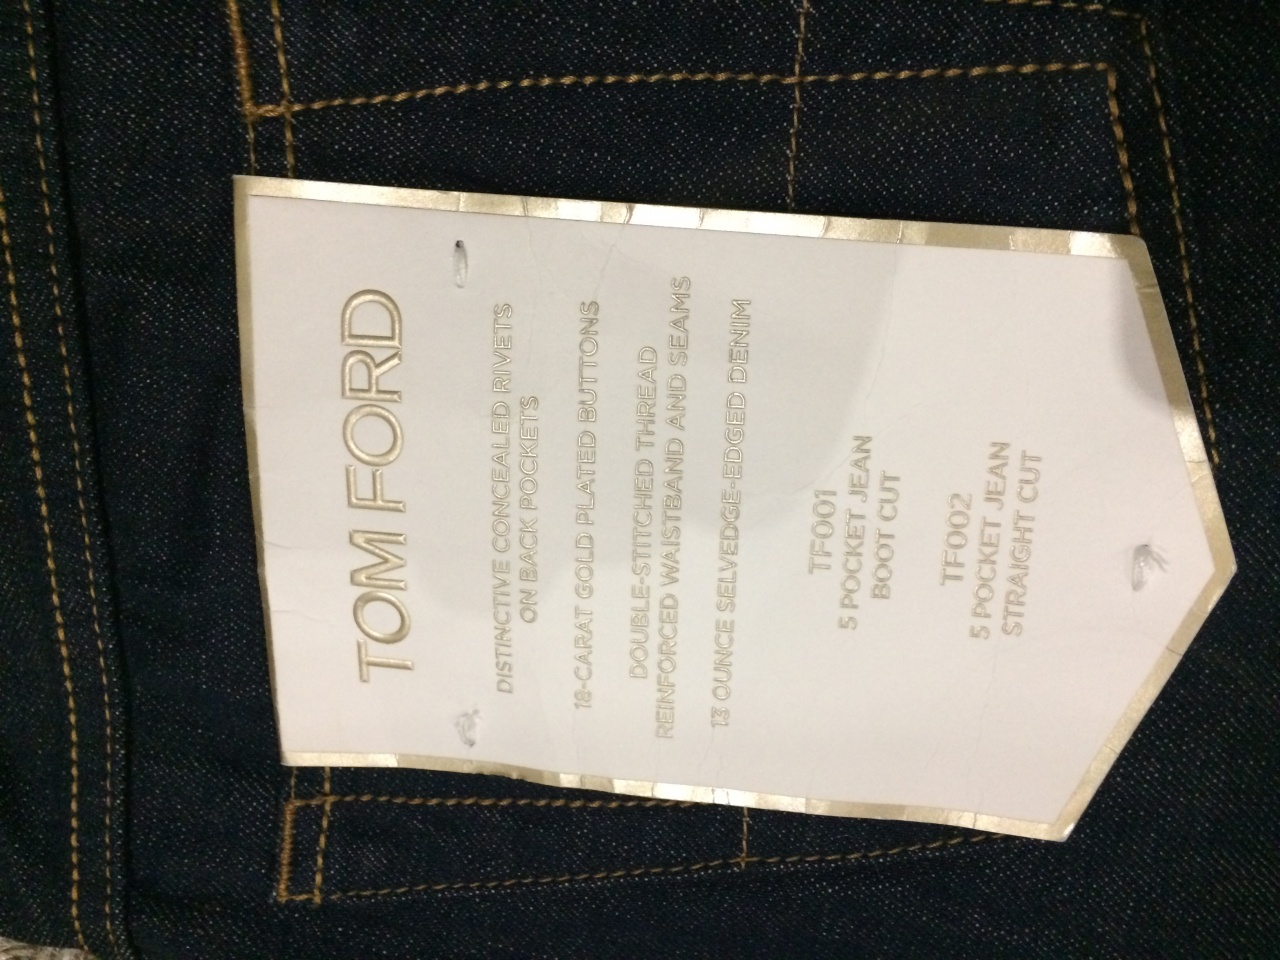 TOM FORD
DISTINCTIVE CONCEALED RIVETS
ON BACK POCKETS
18-CARAT GOLD PLATED BUTTONS
DOUBLE-STITCHED THREAD
REINFORCED WAISTBAND AND SEAMS
13 OUNCE SELVEDGE-EDGED DENIM
TF001
5 POCKET JEAN
BOOT CUT
TF002
5 POCKET JEAN
STRAIGHT CUT